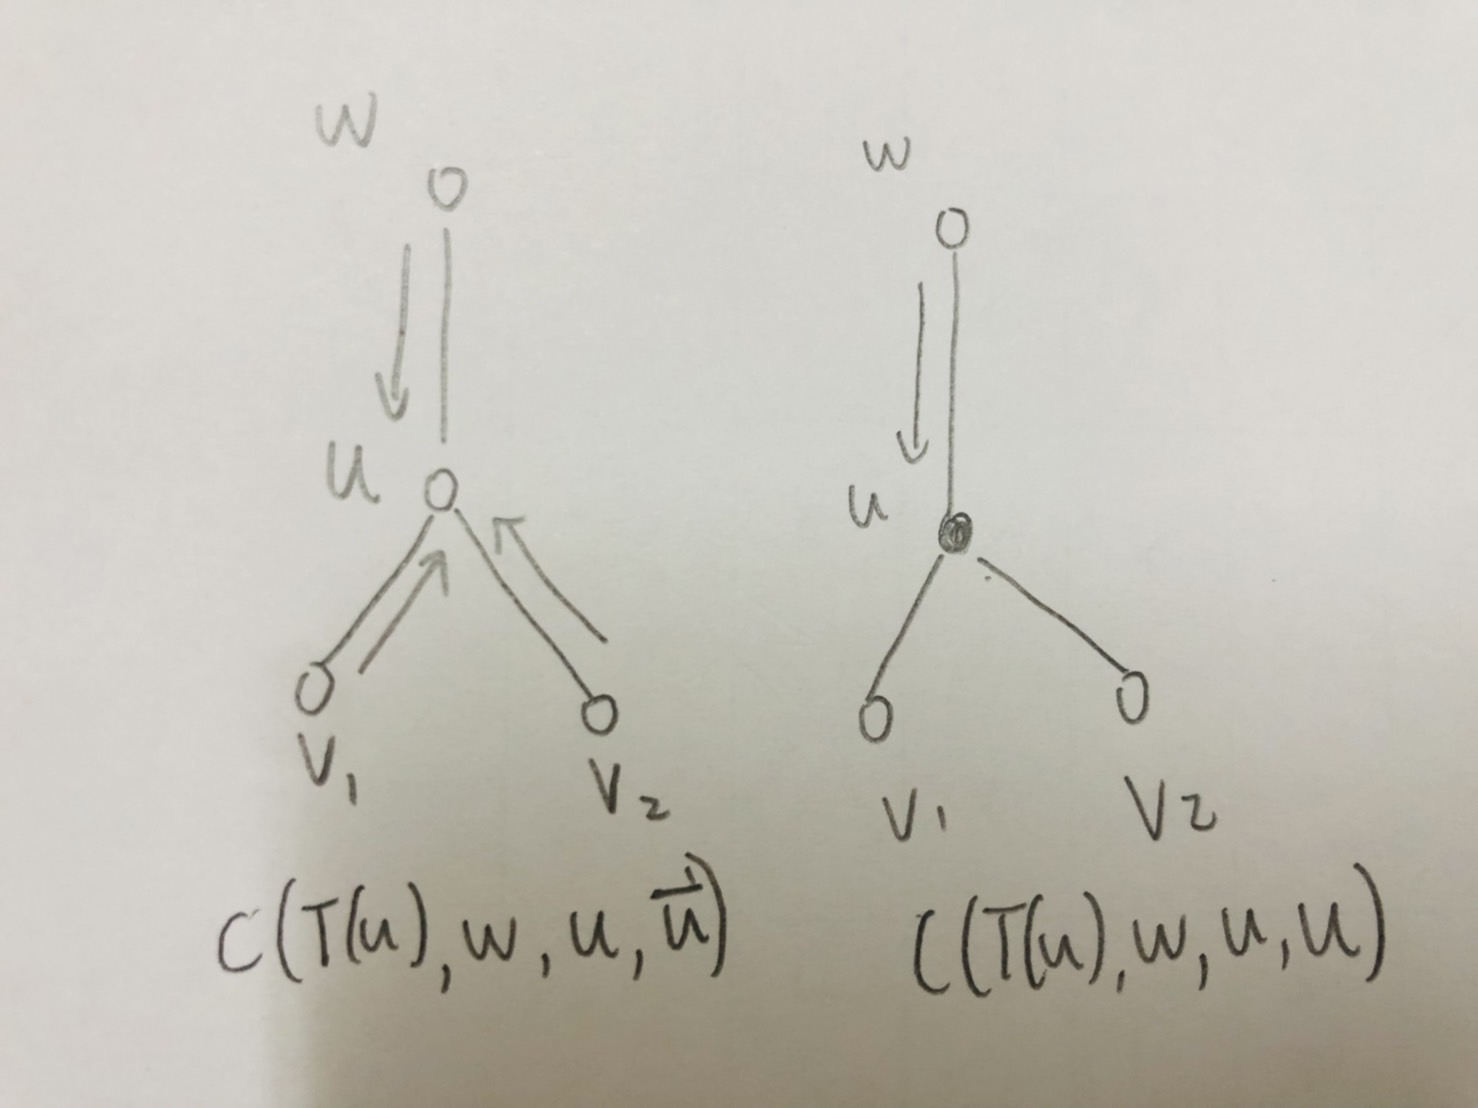 W
u
V1
V2
C(T(u), w, u, u⃗)
w
u
V1
V2
C(T(u), w, u, u)